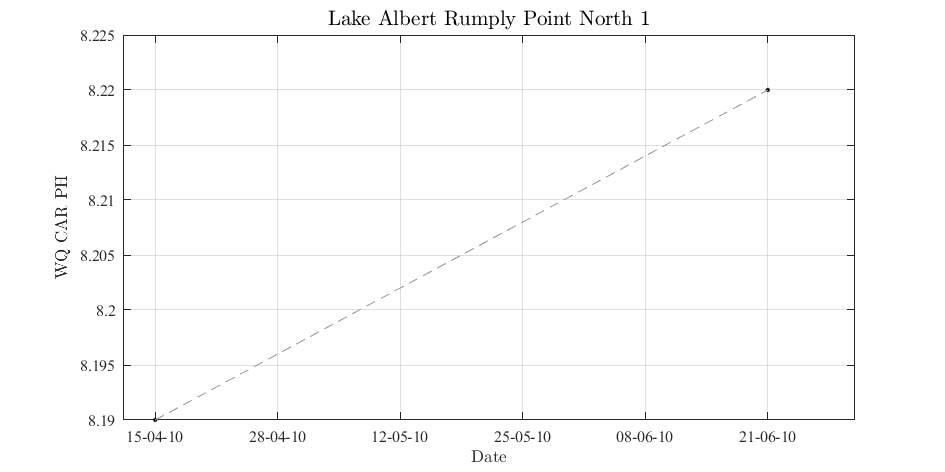 Lake Albert Rumply Point North 1
8.225
8.22
8.215
8.21
8.205
8.2
8.195
8.19
WQ CAR PH
15-04-10 28-04-10 12-05-10 25-05-10 08-06-10 21-06-10
Date